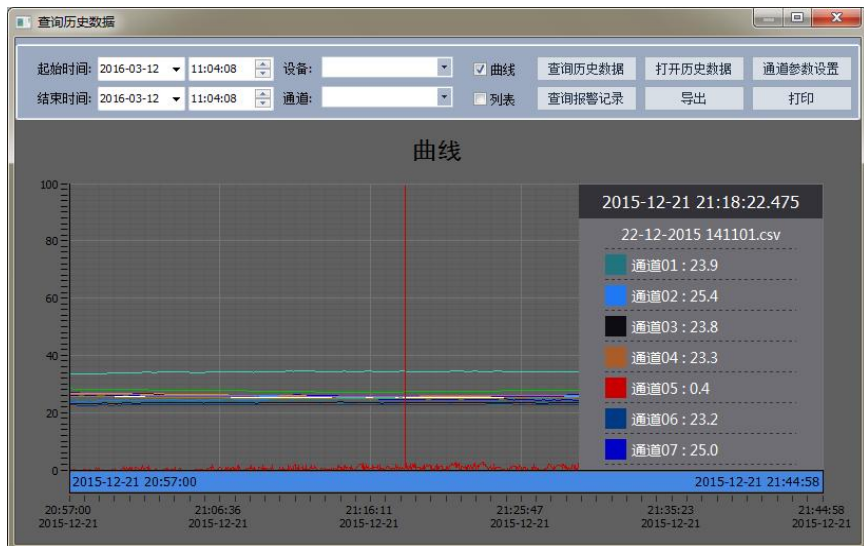 查询历史数据
起始时间: 2016-03-12 11:04:08 设备: 曲线 查询历史数据 打开历史数据 通道参数设置
结束时间: 2016-03-12 11:04:08 通道: 列表 查询报警记录 导出 打印
曲线
100
80
60
40
20
0
2015-12-21 21:18:22.475
22-12-2015 141101.csv
通道01 : 23.9
通道02 : 25.4
通道03 : 23.8
通道04 : 23.3
通道05 : 0.4
通道06 : 23.2
通道07 : 25.0
2015-12-21 20:57:00 2015-12-21 21:44:58
20:57:00 21:06:36 21:16:11 21:25:47 21:35:23 21:44:58
2015-12-21 2015-12-21 2015-12-21 2015-12-21 2015-12-21 2015-12-21